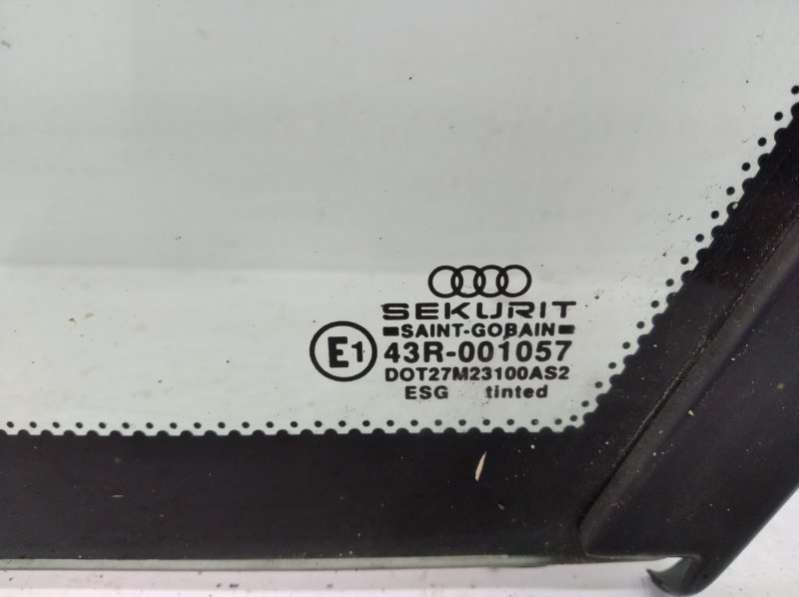 SEKURIT
SAINT-GOBAIN
E1 43R-001057
DOT27M23100AS2
ESG tinted